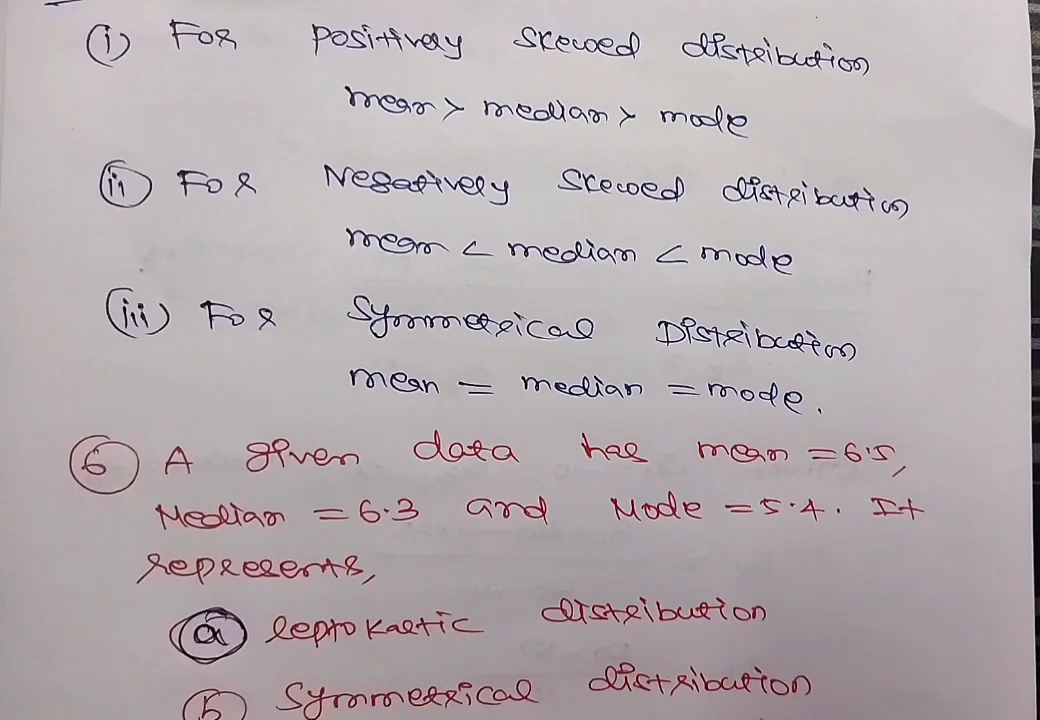 (i) For positively skewed distribution
mean > median > mode
(ii) For Negatively skewed distribution
mean < median < mode
(iii) For Symmetrical Distribution
mean = median = mode.
(6) A given data has mean = 6.5,
Median = 6.3 and Mode = 5.4. It
represents,
(a) leptokartic distribution
(b) Symmetrical distribution